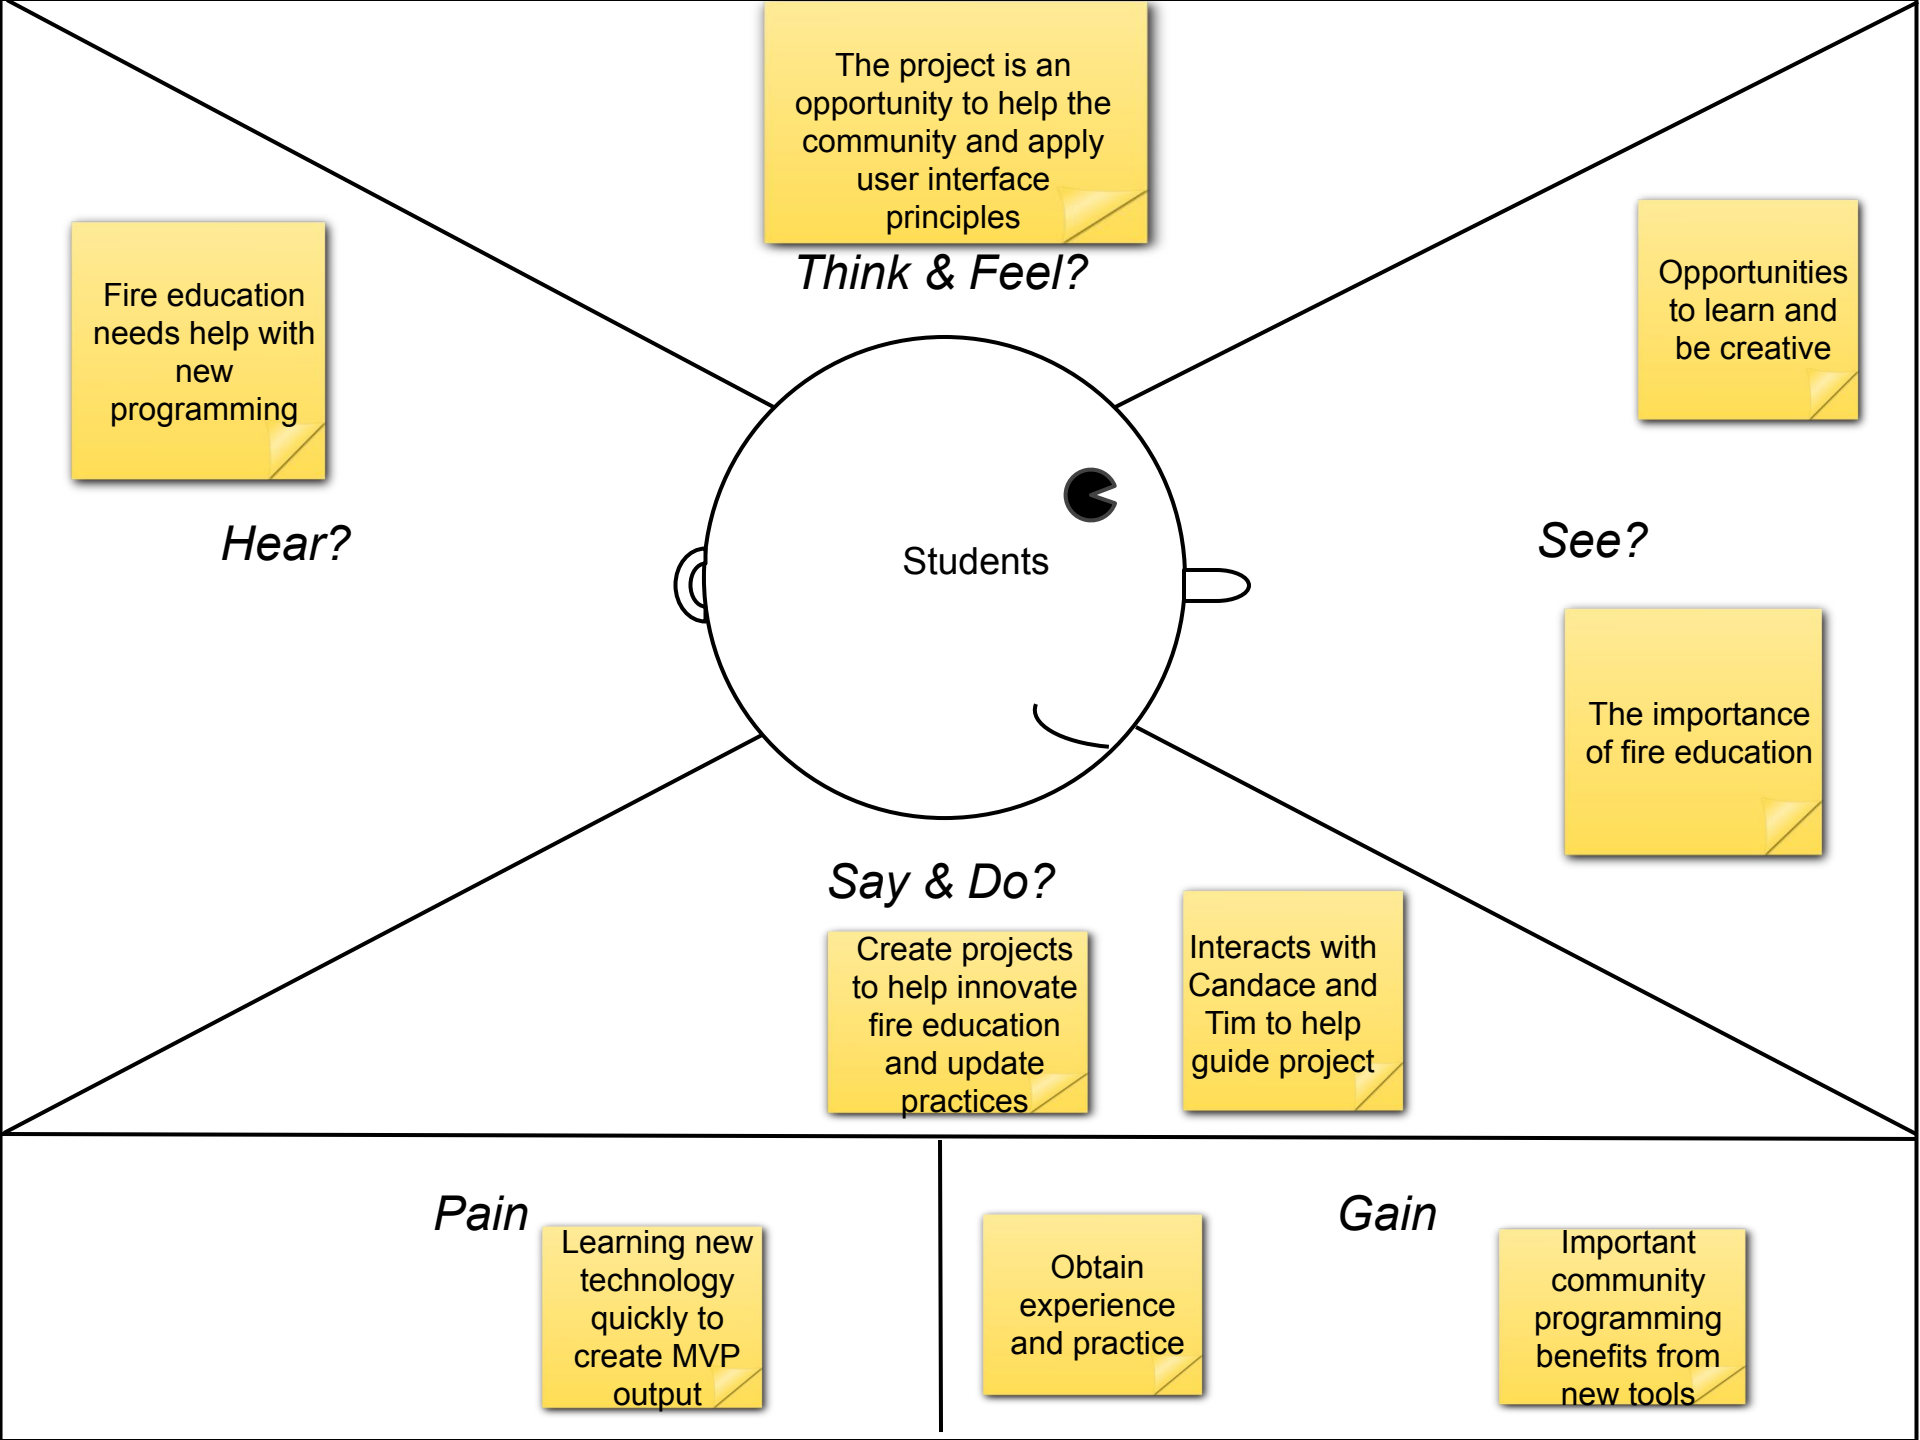 The project is an
opportunity to help the
community and apply
user interface
principles
Think & Feel?
Fire education
needs help with
new
programming
Hear?
Opportunities
to learn and
be creative
See?
The importance
of fire education
Students
Say & Do?
Create projects
to help innovate
fire education
and update
practices
Interacts with
Candace and
Tim to help
guide project
Pain
Learning new
technology
quickly to
create MVP
output
Gain
Obtain
experience
and practice
Important
community
programming
benefits from
new tools